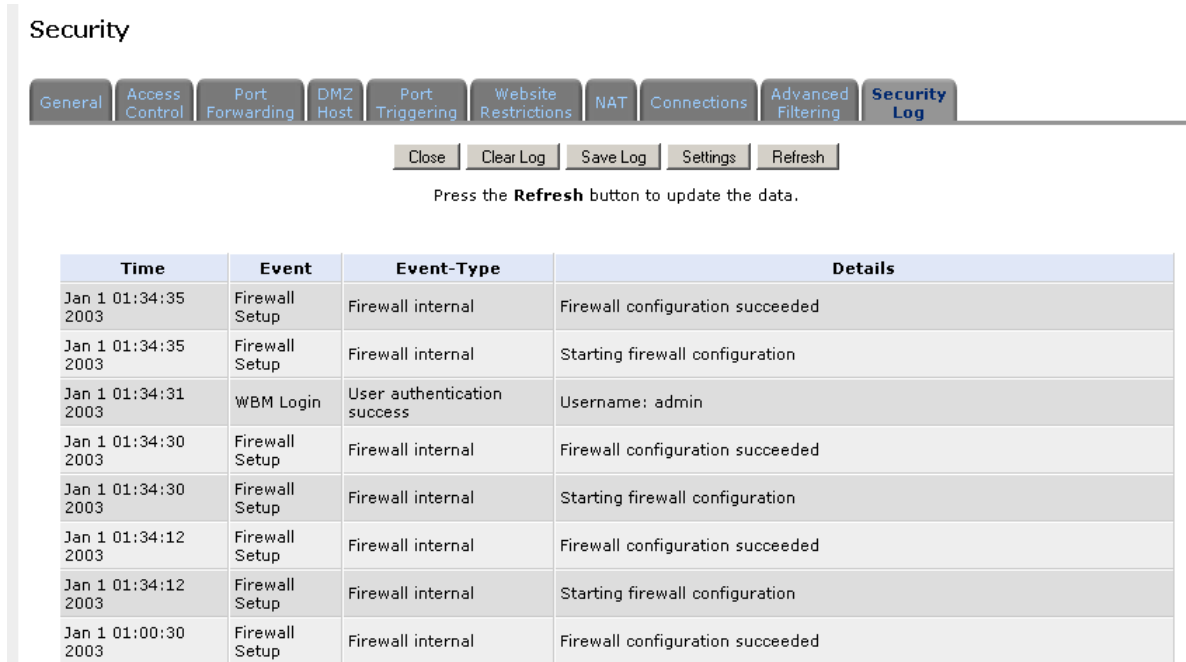 Security
General
Access Control
Port Forwarding
DMZ Host
Port Triggering
Website Restrictions
NAT
Connections
Advanced Filtering
Security Log
Close Clear Log Save Log Settings Refresh
Press the Refresh button to update the data.
Time Event Event-Type Details
Jan 1 01:34:35 2003 Firewall Setup Firewall internal Firewall configuration succeeded
Jan 1 01:34:35 2003 Firewall Setup Firewall internal Starting firewall configuration
Jan 1 01:34:31 2003 WBM Login User authentication success Username: admin
Jan 1 01:34:30 2003 Firewall Setup Firewall internal Firewall configuration succeeded
Jan 1 01:34:30 2003 Firewall Setup Firewall internal Starting firewall configuration
Jan 1 01:34:12 2003 Firewall Setup Firewall internal Firewall configuration succeeded
Jan 1 01:34:12 2003 Firewall Setup Firewall internal Starting firewall configuration
Jan 1 01:00:30 2003 Firewall Setup Firewall internal Firewall configuration succeeded